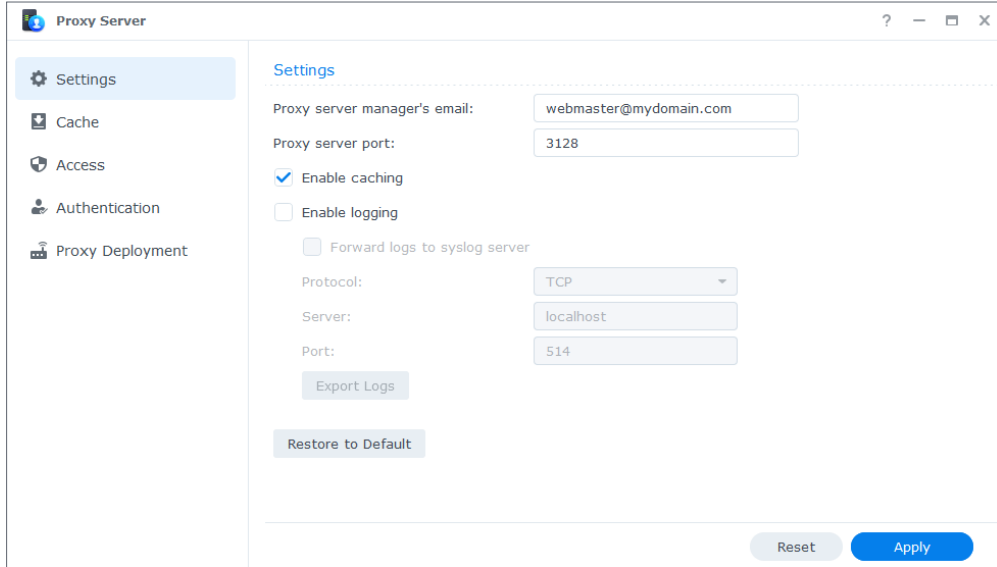 Proxy Server
?
Settings
Cache
Access
Authentication
Proxy Deployment
Settings
Proxy server manager's email: webmaster@mydomain.com
Proxy server port: 3128
Enable caching
Enable logging
Forward logs to syslog server
Protocol: TCP
Server: localhost
Port: 514
Export Logs
Restore to Default
Reset Apply